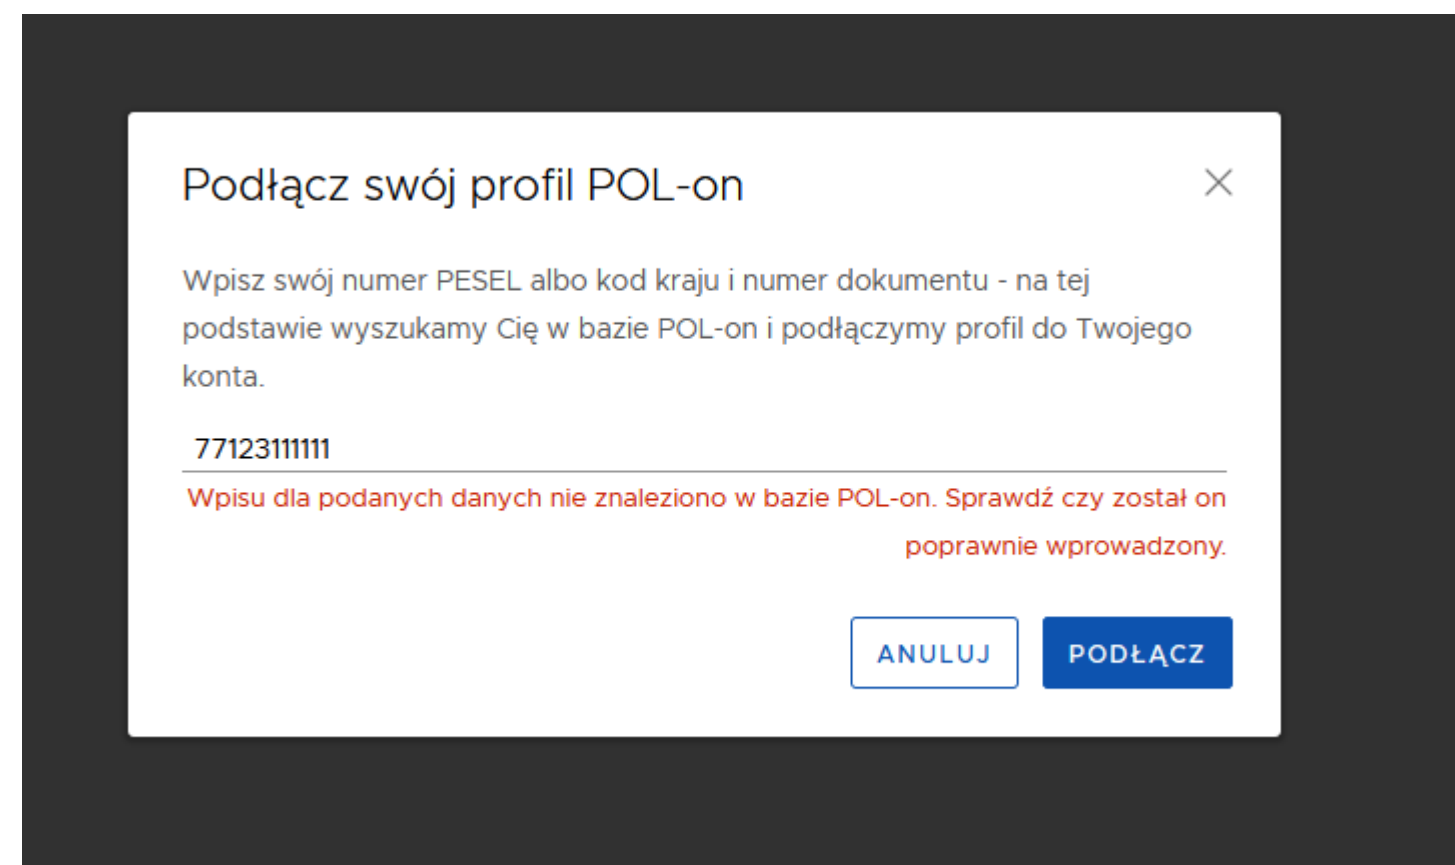 Podłącz swój profil POL-on
Wpisz swój numer PESEL albo kod kraju i numer dokumentu - na tej
podstawie wyszukamy Cię w bazie POL-on i podłączymy profil do Twojego
konta.
77123111111
Wpisu dla podanych danych nie znaleziono w bazie POL-on. Sprawdź czy został on
poprawnie wprowadzony.
ANULUJ PODŁĄCZ